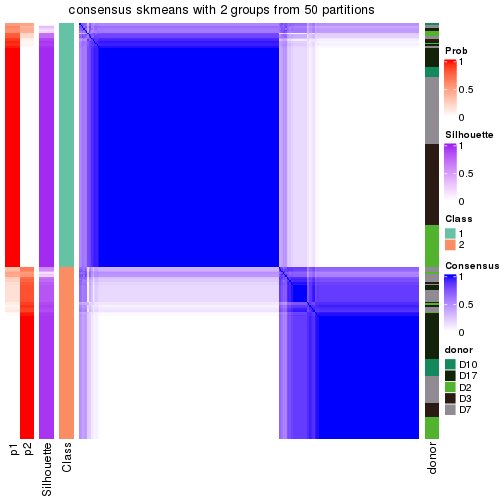 consensus skmeans with 2 groups from 50 partitions
Prob
1
0.5
0
Silhouette
1
0.5
0
Class
1
2
Consensus
1
0.5
0
donor
D10
D17
D2
D3
D7
p1
p2
Silhouette
Class
donor